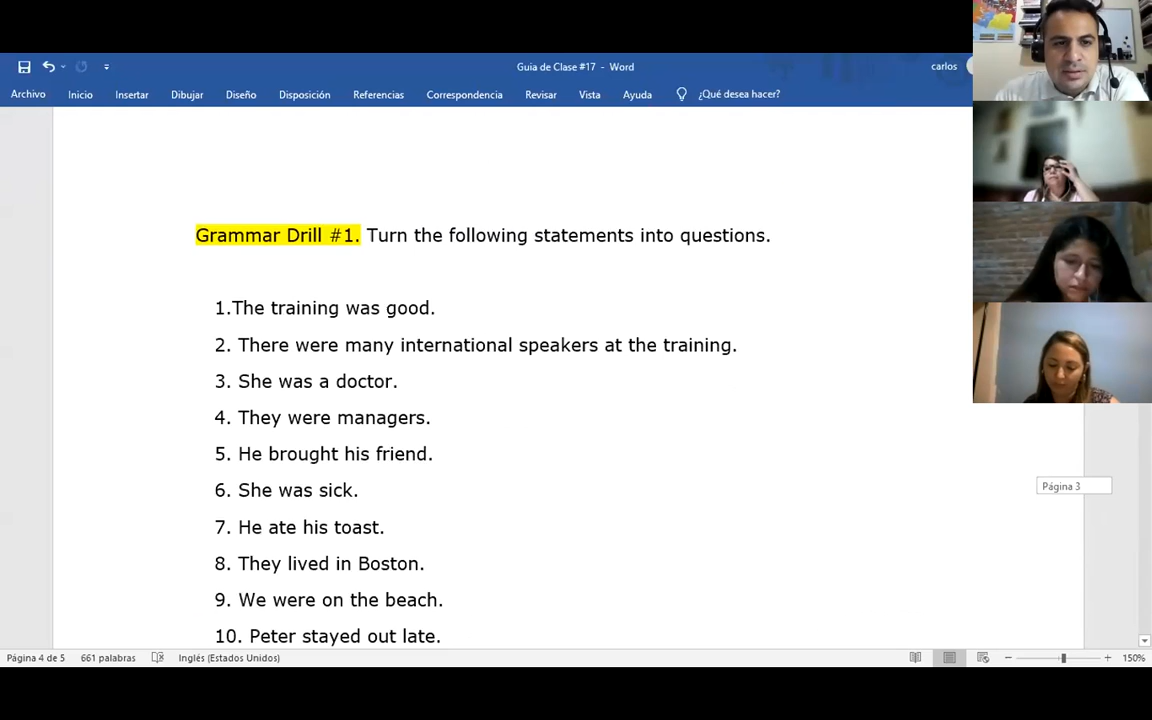 Guia de Clase #17 - Word
carlos
Archivo
Inicio
Insertar
Dibujar
Diseño
Disposición
Referencias
Correspondencia
Revisar
Vista
Ayuda
¿Qué desea hacer?
Grammar Drill #1. Turn the following statements into questions.
1.The training was good.
2. There were many international speakers at the training.
3. She was a doctor.
4. They were managers.
5. He brought his friend.
6. She was sick.
7. He ate his toast.
8. They lived in Boston.
9. We were on the beach.
10. Peter stayed out late.
Página 3
Página 4 de 5
661 palabras
Inglés (Estados Unidos)
150%